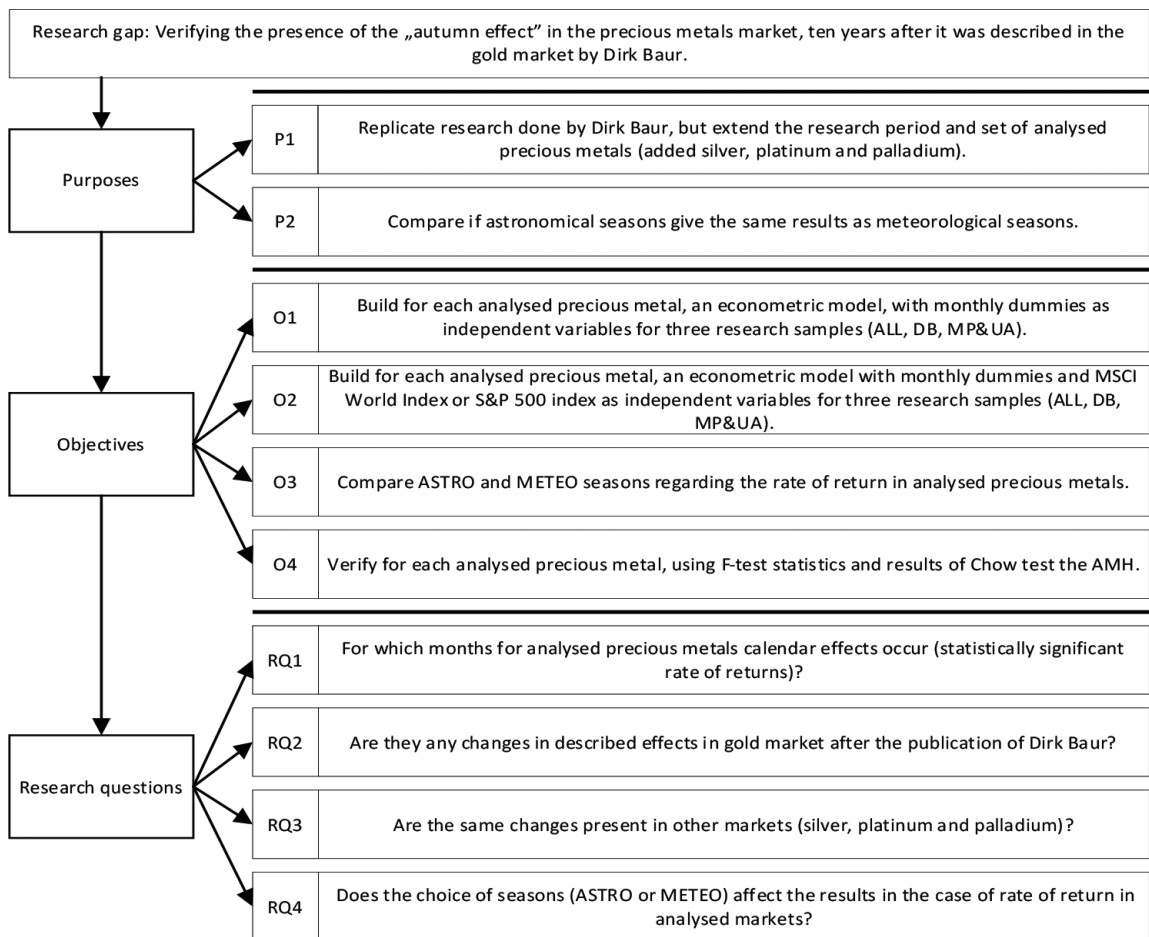 Research gap: Verifying the presence of the „autumn effect” in the precious metals market, ten years after it was described in the
gold market by Dirk Baur.
Purposes
P1
Replicate research done by Dirk Baur, but extend the research period and set of analysed
precious metals (added silver, platinum and palladium).
P2
Compare if astronomical seasons give the same results as meteorological seasons.
Objectives
O1
Build for each analysed precious metal, an econometric model, with monthly dummies as
independent variables for three research samples (ALL, DB, MP&UA).
O2
Build for each analysed precious metal, an econometric model with monthly dummies and MSCI
World Index or S&P 500 index as independent variables for three research samples (ALL, DB,
MP&UA).
O3
Compare ASTRO and METEO seasons regarding the rate of return in analysed precious metals.
O4
Verify for each analysed precious metal, using F-test statistics and results of Chow test the AMH.
Research questions
RQ1
For which months for analysed precious metals calendar effects occur (statistically significant
rate of returns)?
RQ2
Are they any changes in described effects in gold market after the publication of Dirk Baur?
RQ3
Are the same changes present in other markets (silver, platinum and palladium)?
RQ4
Does the choice of seasons (ASTRO or METEO) affect the results in the case of rate of return in
analysed markets?